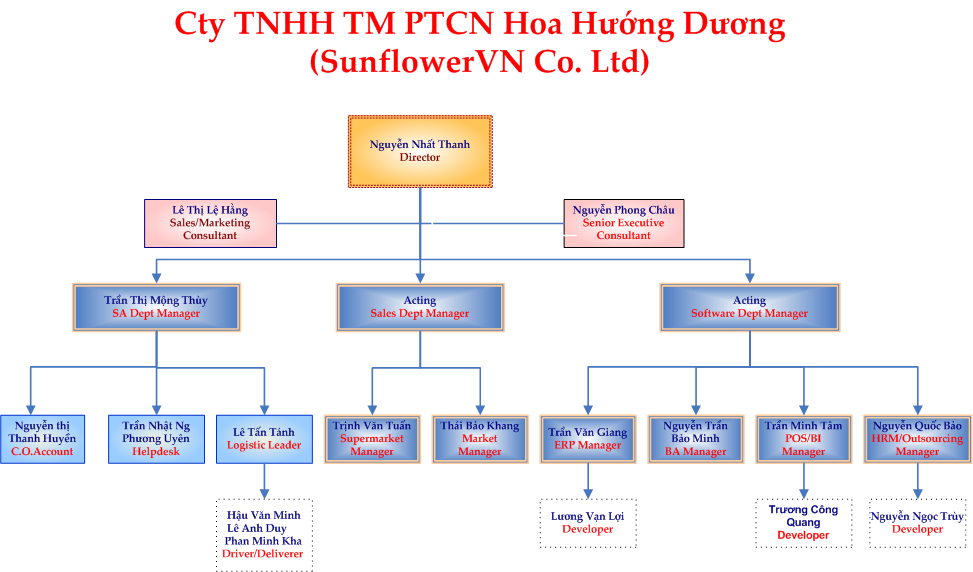 Cty TNHH TM PTCN Hoa Hướng Dương
(SunflowerVN Co. Ltd)
Nguyễn Nhất Thanh
Director
Lê Thị Lệ Hằng
Sales/Marketing
Consultant
Nguyễn Phong Châu
Senior Executive
Consultant
Trần Thị Mộng Thùy
SA Dept Manager
Acting
Sales Dept Manager
Acting
Software Dept Manager
Nguyễn thị
Thanh Huyền
C.O.Account
Trần Nhật Ng
Phương Uyên
Helpdesk
Lê Tấn Tảnh
Logistic Leader
Trịnh Văn Tuấn
Supermarket
Manager
Thái Bảo Khang
Market
Manager
Trần Văn Giang
ERP Manager
Nguyễn Trần
Bảo Minh
BA Manager
Trần Minh Tâm
POS/BI
Manager
Nguyễn Quốc Bảo
HRM/Outsourcing
Manager
Hậu Văn Minh
Lê Anh Duy
Phan Minh Kha
Driver/Deliverer
Lương Vạn Lợi
Developer
Trương Công
Quang
Developer
Nguyễn Ngọc Trùy
Developer